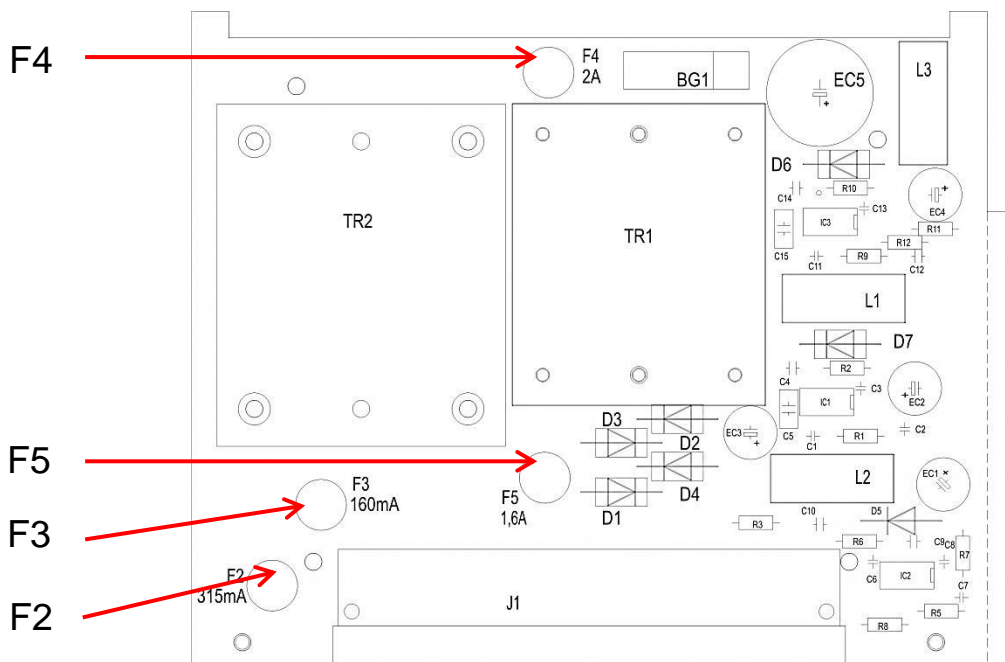 F4
F4
2A
BG1
EC5
L3
D6
C14
R10
C13
IC3
EC4
R11
TR2
TR1
R12
C15
C11
R9
C12
L1
D7
R2
C4
C3
IC1
EC2
D3
D2
EC3
C5
C1
R1
C2
F5
F3
160mA
F5
1,6A
D4
D1
L2
EC1
C10
D5
R3
F3
R6
C9
C8
R7
F2
315mA
C6
IC2
C7
F2
J1
R5
R8